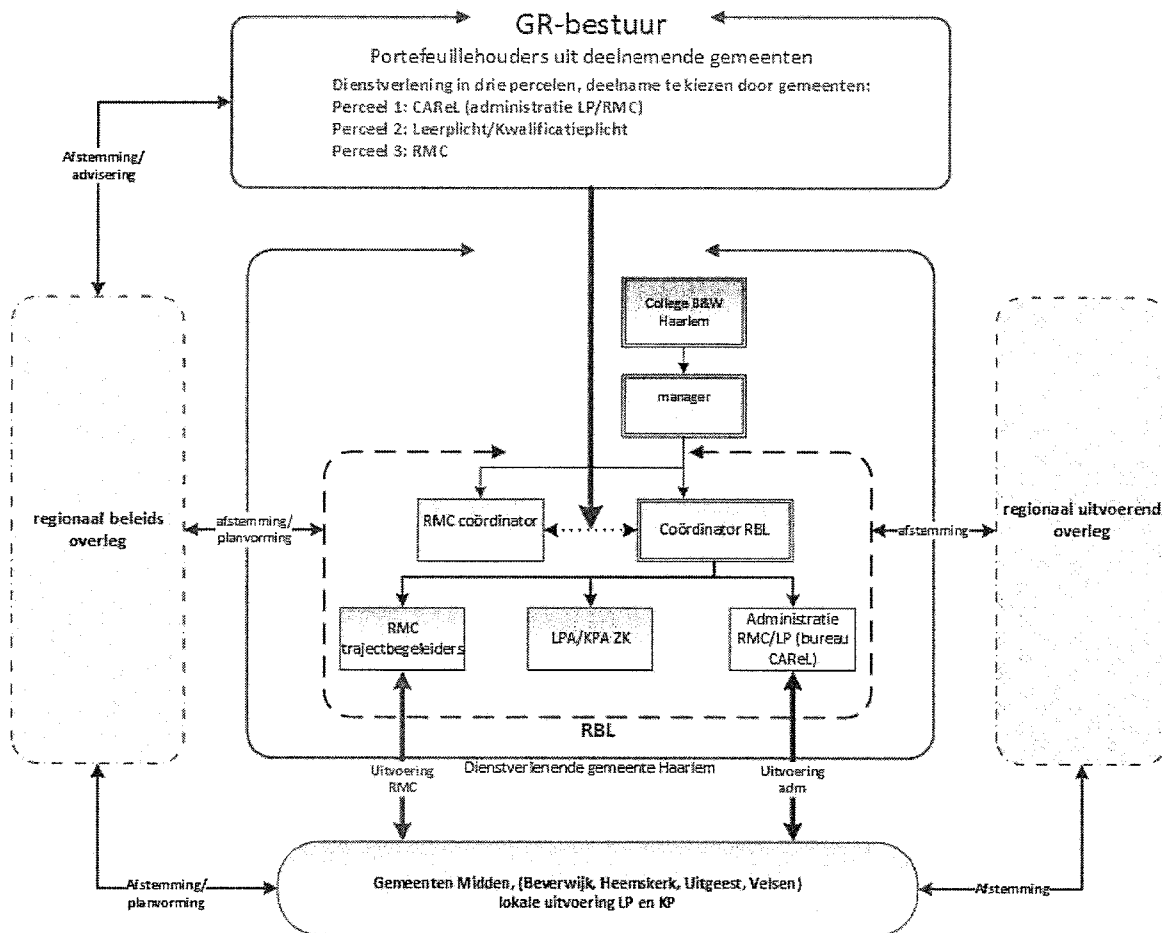 GR-bestuur
Portefeuillehouders uit deelnemende gemeenten
Dienstverlening in drie percelen, deelname te kiezen door gemeenten:
Perceel 1: CAReL (administratie LP/RMC)
Perceel 2: Leerplicht/Kwalificatieplicht
Perceel 3: RMC
Afstemming/
advisering
College B&W
Haarlem
manager
regionaal beleids
overleg
afstemming/
planvorming
RMC coördinator
Coördinator RBL
afstemming
regionaal uitvoerend
overleg
RMC
trajectbegeleiders
LPA/KPA ZK
Administratie
RMC/LP (bureau
CAReL)
RBL
Dienstverlenende gemeente Haarlem
Uitvoering
RMC
Uitvoering
adm
Afstemming/
planvorming
Gemeenten Midden, (Beverwijk, Heemskerk, Uitgeest, Velsen)
lokale uitvoering LP en KP
Afstemming